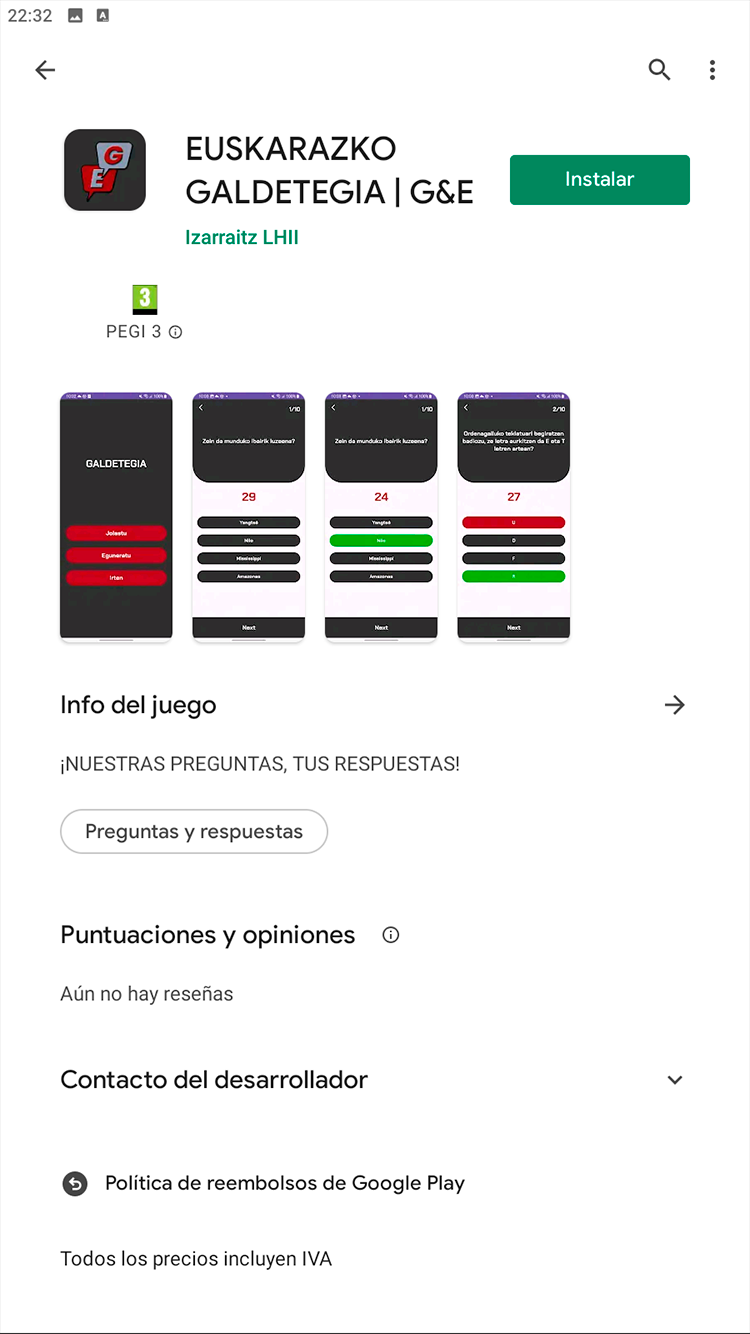 22:32
EUSKARAZKO
GALDETEGIA | G&E
Instalar
Izarraitz LHII
G
E
3
PEGI 3
GALDETEGIA
Jolastu
Eguneratu
Irten
1/10
Zein da munduko ibairik luzeena?
29
Yangtsé
Nilo
Mississippi
Amazonas
Next
1/10
Zein da munduko ibairik luzeena?
24
Yangtsé
Nilo
Mississippi
Amazonas
Next
2/10
Ordenagailuko teklatuari begiratzen
badiozu, ze letra aurkitzen da E eta T
letren artean?
27
U
D
F
R
Next
Info del juego
¡NUESTRAS PREGUNTAS, TUS RESPUESTAS!
Preguntas y respuestas
Puntuaciones y opiniones
Aún no hay reseñas
Contacto del desarrollador
Política de reembolsos de Google Play
Todos los precios incluyen IVA